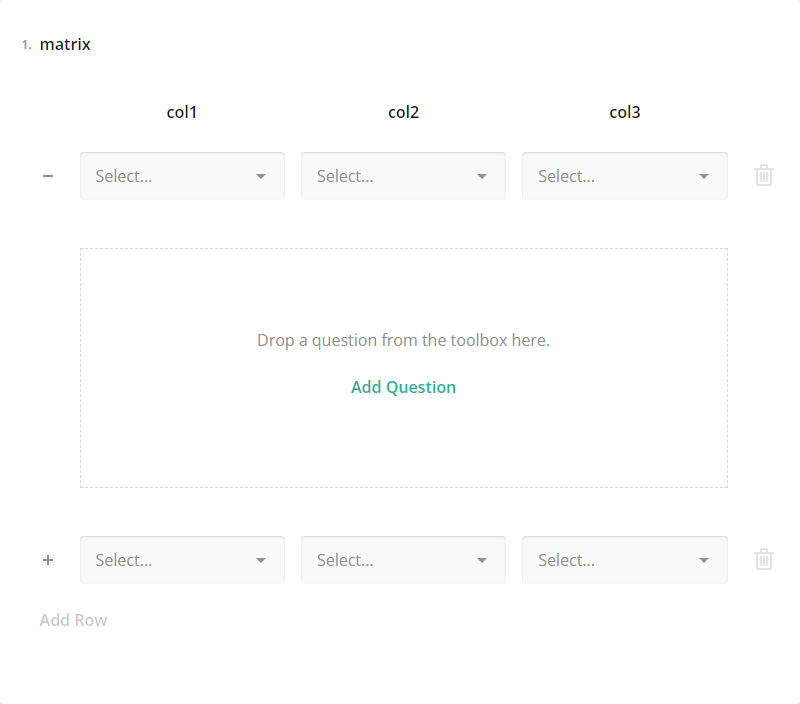 1. matrix
col1 col2 col3
Select... Select... Select...
Drop a question from the toolbox here.
Add Question
Select... Select... Select...
Add Row